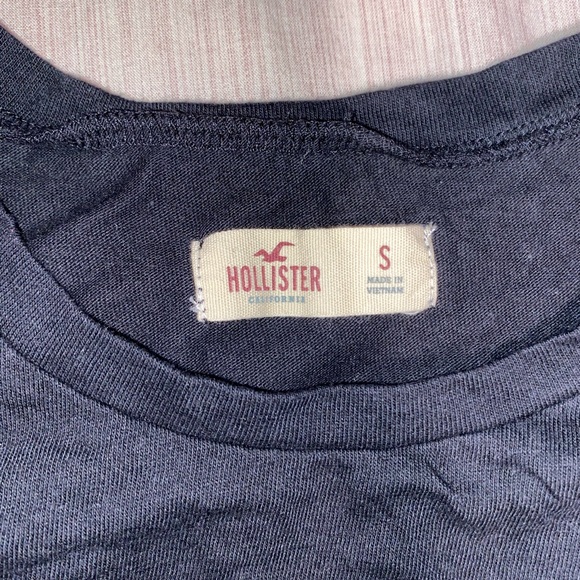 HOLLISTER
CALIFORNIA
S
MADE IN
VIETNAM